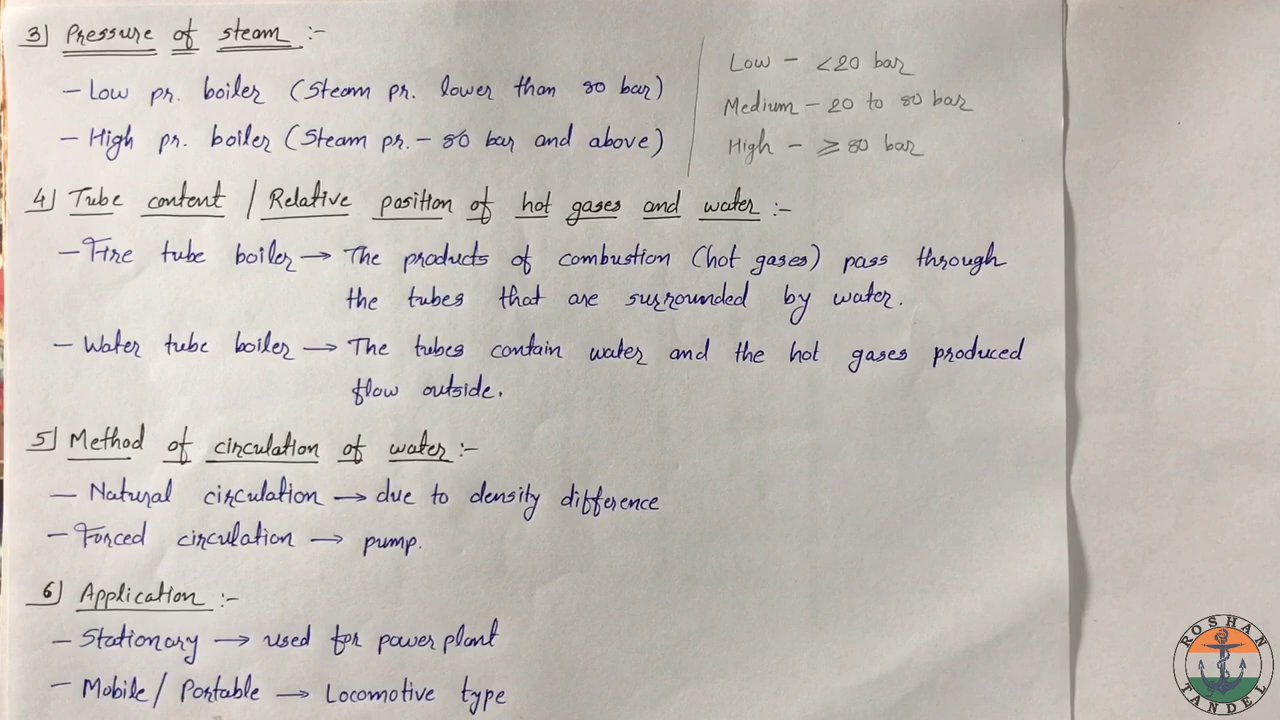 3] Pressure of steam :-
- Low pr. boiler (Steam pr. lower than 80 bar)
- High pr. boiler (Steam pr. - 80 bar and above)
Low - <20 bar
Medium - 20 to 80 bar
High - ≥80 bar
4] Tube content / Relative position of hot gases and water :-
- Fire tube boiler → The products of combustion (hot gases) pass through
the tubes that are surrounded by water.
- Water tube boiler → The tubes contain water and the hot gases produced
flow outside.
5] Method of circulation of water :-
- Natural circulation → due to density difference
- Forced circulation → pump.
6] Application :-
- Stationary → used for power plant
- Mobile / Portable → Locomotive type
ROSHAN
TANDEL